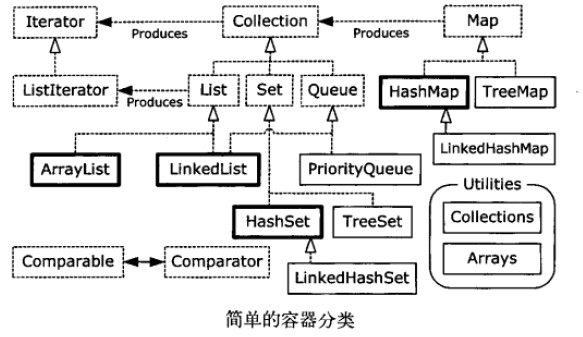 Iterator
Produces
Collection
Produces
Map
ListIterator
Produces
List
Set
Queue
HashMap
TreeMap
LinkedHashMap
ArrayList
LinkedList
PriorityQueue
Utilities
Collections
Arrays
HashSet
TreeSet
Comparable
Comparator
LinkedHashSet
简单的容器分类